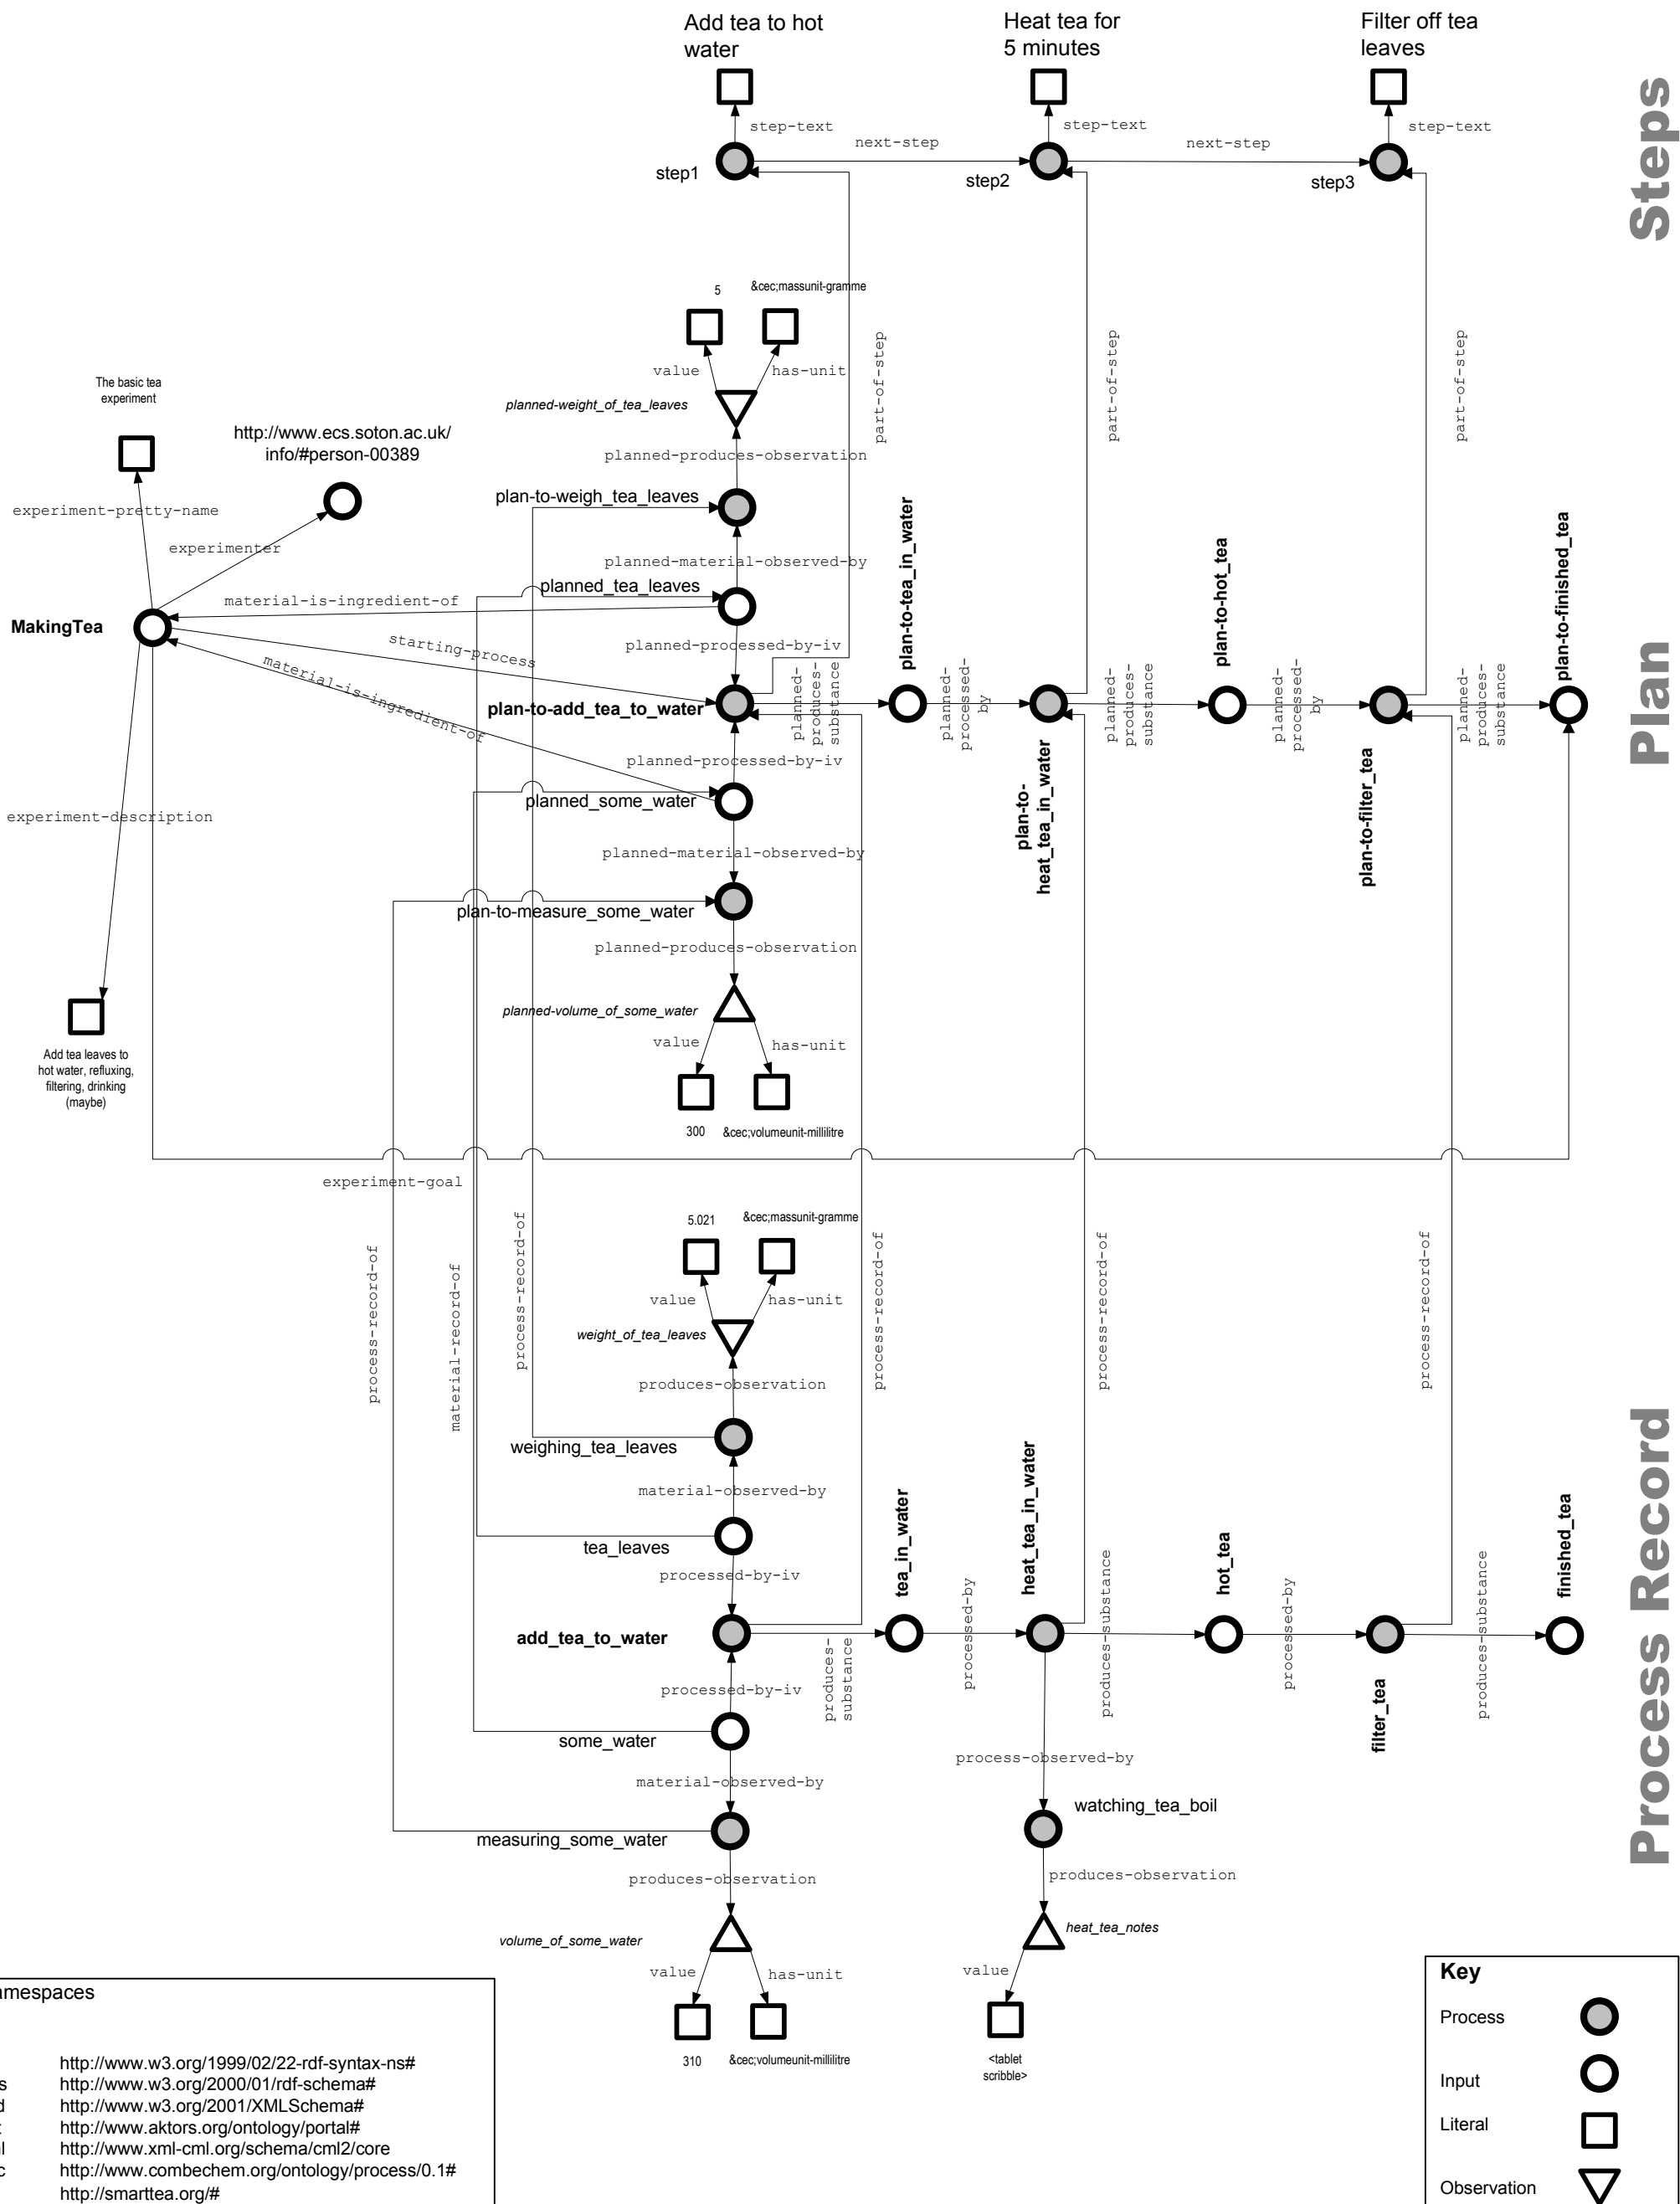 Add tea to hot
water
Heat tea for
5 minutes
Filter off tea
leaves
Steps
step-text
step-text
step-text
next-step
next-step
step1
step2
step3
5
&cec;massunit-gramme
value
has-unit
part-of-step
part-of-step
part-of-step
planned-weight_of_tea_leaves
The basic tea
experiment
http://www.ecs.soton.ac.uk/
info/#person-00389
planned-produces-observation
plan-to-weigh_tea_leaves
experiment-pretty-name
experimenter
planned-material-observed-by
planned_tea_leaves
material-is-ingredient-of
MakingTea
starting-process
planned-processed-by-iv
material-is-ingredient-of
plan-to-add_tea_to_water
planned-
produces-
substance
plan-to-tea_in_water
planned-
processed-
by
plan-to-
heat_tea_in_water
planned-
produces-
substance
plan-to-hot_tea
planned-
processed-
by
plan-to-filter_tea
planned-
produces-
substance
plan-to-finished_tea
Plan
planned-processed-by-iv
planned_some_water
experiment-description
planned-material-observed-by
plan-to-measure_some_water
planned-produces-observation
planned-volume_of_some_water
value
has-unit
Add tea leaves to
hot water, refluxing,
filtering, drinking
(maybe)
300
&cec;volumeunit-millilitre
experiment-goal
process-record-of
material-record-of
process-record-of
5.021
&cec;massunit-gramme
value
has-unit
process-record-of
process-record-of
process-record-of
weight_of_tea_leaves
produces-observation
weighing_tea_leaves
material-observed-by
tea_leaves
processed-by-iv
add_tea_to_water
produces-
substance
tea_in_water
processed-by
heat_tea_in_water
produces-substance
hot_tea
processed-by
filter_tea
produces-substance
finished_tea
Process Record
processed-by-iv
some_water
process-observed-by
material-observed-by
watching_tea_boil
measuring_some_water
produces-observation
produces-observation
volume_of_some_water
heat_tea_notes
value
has-unit
value
310
&cec;volumeunit-millilitre
<tablet
scribble>
mespaces
http://www.w3.org/1999/02/22-rdf-syntax-ns#
s http://www.w3.org/2000/01/rdf-schema#
d http://www.w3.org/2001/XMLSchema#
t http://www.aktors.org/ontology/portal#
l http://www.xml-cml.org/schema/cml2/core
c http://www.combechem.org/ontology/process/0.1#
http://smarttea.org/#
Key
Process
Input
Literal
Observation